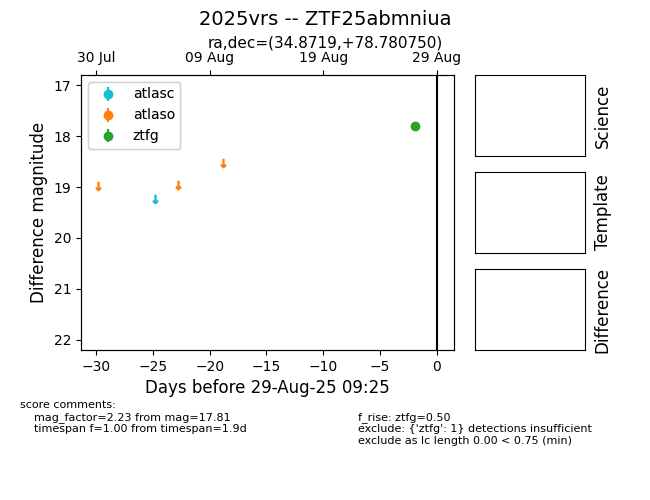 2025vrs -- ZTF25abmniua
ra,dec=(34.8719,+78.780750)
30 Jul
09 Aug
19 Aug
29 Aug
atlasc
atlaso
ztfg
17
18
19
20
21
22
Difference magnitude
−30
−25
−20
−15
−10
−5
0
Days before 29-Aug-25 09:25
Science
Template
Difference
score comments:
mag_factor=2.23 from mag=17.81
timespan f=1.00 from timespan=1.9d
f_rise: ztfg=0.50
exclude: {'ztfg': 1} detections insufficient
exclude as lc length 0.00 < 0.75 (min)